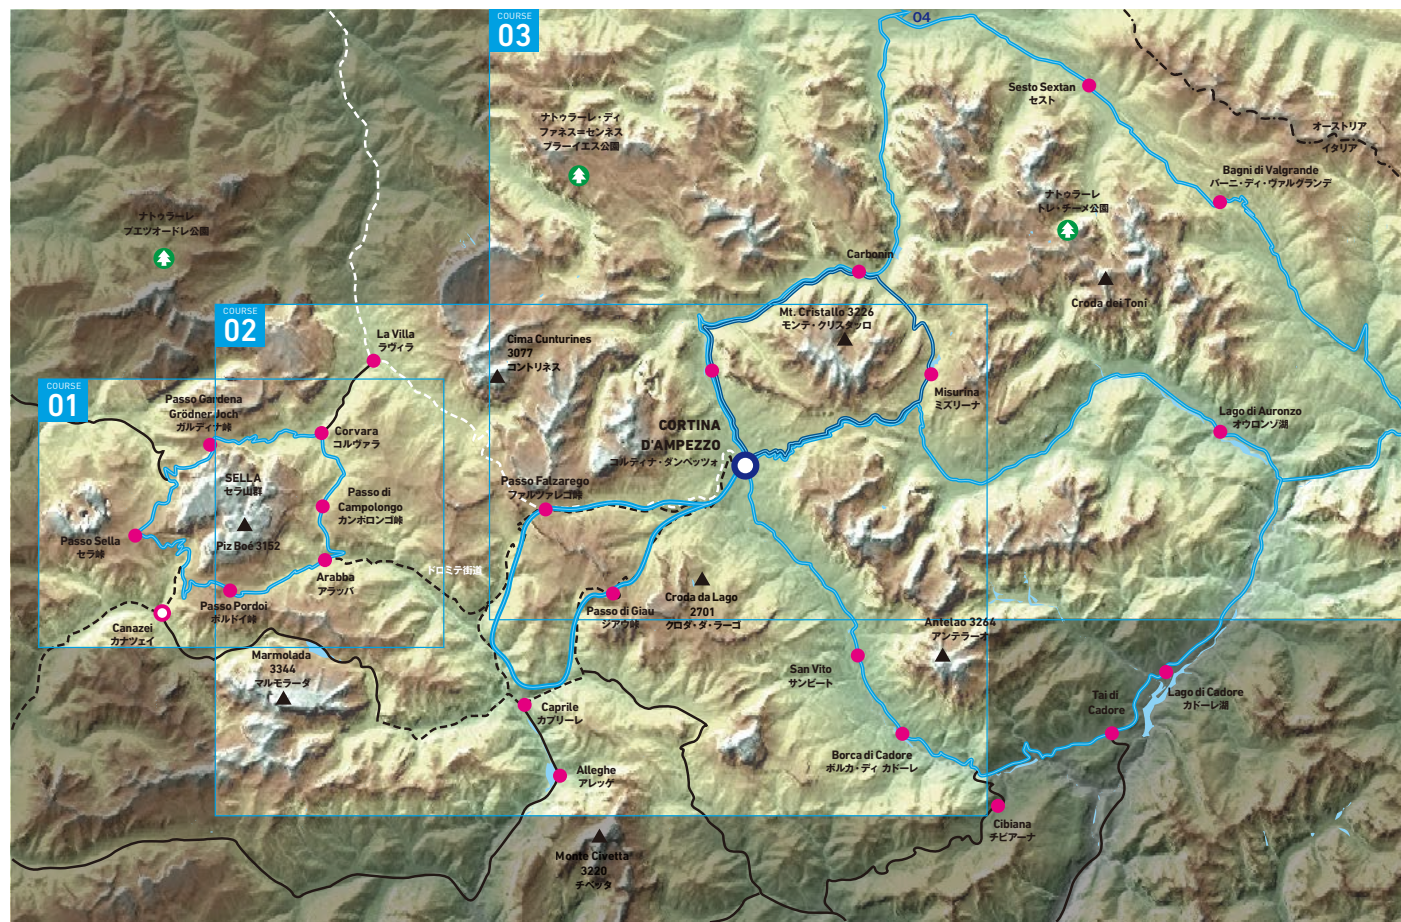 COURSE
03
04
Sesto Sextan
セスト
オーストリア
イタリア
ナトゥラーレ・ディ
ファネス=センネス
ブラーイエス公園
Bagni di Valgrande
バーニ・ディ・ヴァルグランデ
ナトゥラーレ
トレ・チーメ公園
ナトゥラーレ
プエツオードレ公園
Carbonin
Croda dei Toni
COURSE
02
Mt. Cristallo 3226
モンテ・クリスタッロ
La Villa
ラヴィラ
Cima Cunturines
3077
コントリネス
COURSE
01
Misurina
ミズリーナ
Passo Gardena
Grödner Joch
ガルディナ峠
Lago di Auronzo
オウロンゾ湖
CORTINA
D'AMPEZZO
コルティナ・ダンペッツォ
Corvara
コルヴァラ
SELLA
セラ山群
Passo Falzarego
ファルツァレゴ峠
Passo di
Campolongo
カンポロンゴ峠
Passo Sella
セラ峠
Piz Boé 3152
ドロミテ街道
Arabba
アラッバ
Passo Pordoi
ポルドイ峠
Passo di Giau
ジアウ峠
Croda da Lago
2701
クロダ・ダ・ラーゴ
Canazei
カナツェイ
Antelao 3264
アンテラーオ
Marmolada
3344
マルモラーダ
San Vito
サンビート
Tai di
Cadore
Lago di Cadore
カドーレ湖
Caprile
カプリーレ
Borca di Cadore
ボルカ・ディ カドーレ
Alleghe
アレッゲ
Cibiana
チビアーナ
Monte Civetta
3220
チベッタ